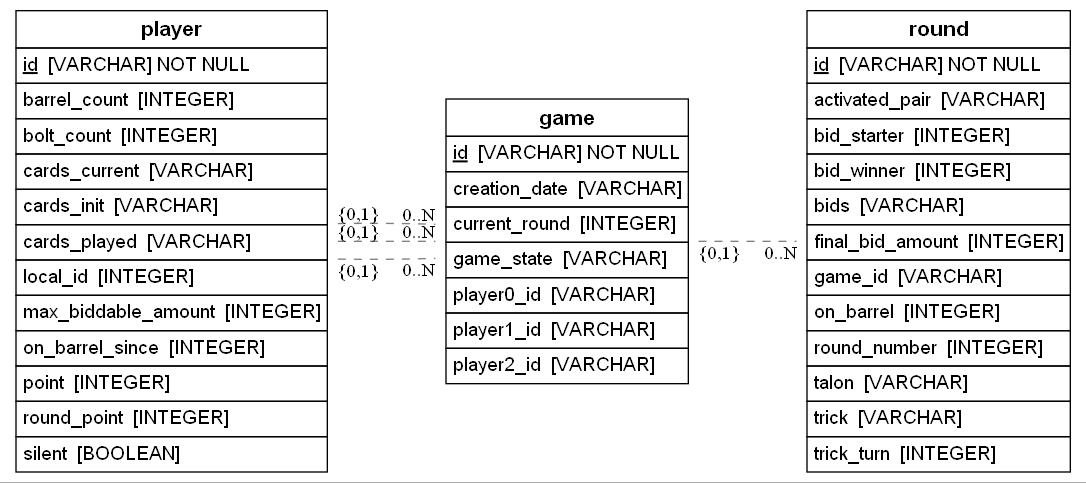 player
id [VARCHAR] NOT NULL
barrel_count [INTEGER]
bolt_count [INTEGER]
cards_current [VARCHAR]
cards_init [VARCHAR]
cards_played [VARCHAR]
local_id [INTEGER]
max_biddable_amount [INTEGER]
on_barrel_since [INTEGER]
point [INTEGER]
round_point [INTEGER]
silent [BOOLEAN]
{0,1} 0..N
{0,1} 0..N
{0,1} 0..N
game
id [VARCHAR] NOT NULL
creation_date [VARCHAR]
current_round [INTEGER]
game_state [VARCHAR]
player0_id [VARCHAR]
player1_id [VARCHAR]
player2_id [VARCHAR]
{0,1} 0..N
round
id [VARCHAR] NOT NULL
activated_pair [VARCHAR]
bid_starter [INTEGER]
bid_winner [INTEGER]
bids [VARCHAR]
final_bid_amount [INTEGER]
game_id [VARCHAR]
on_barrel [INTEGER]
round_number [INTEGER]
talon [VARCHAR]
trick [VARCHAR]
trick_turn [INTEGER]